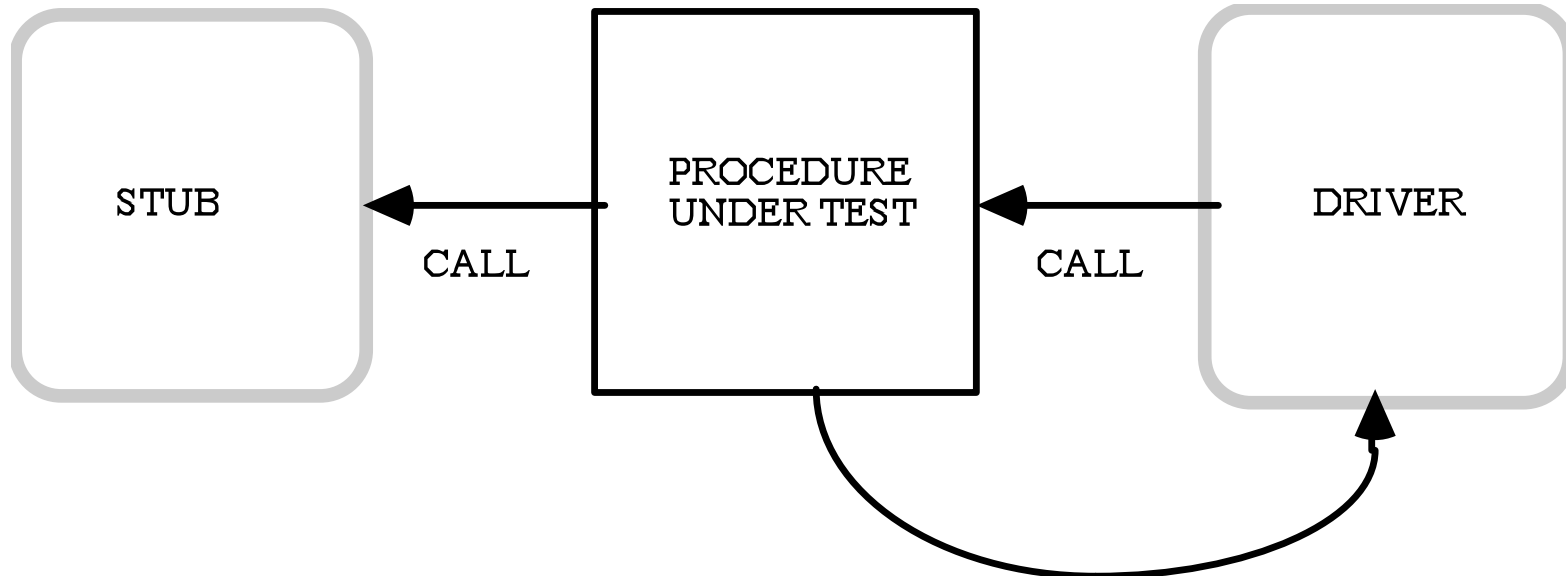 STUB
PROCEDURE
UNDER TEST
DRIVER
CALL
CALL